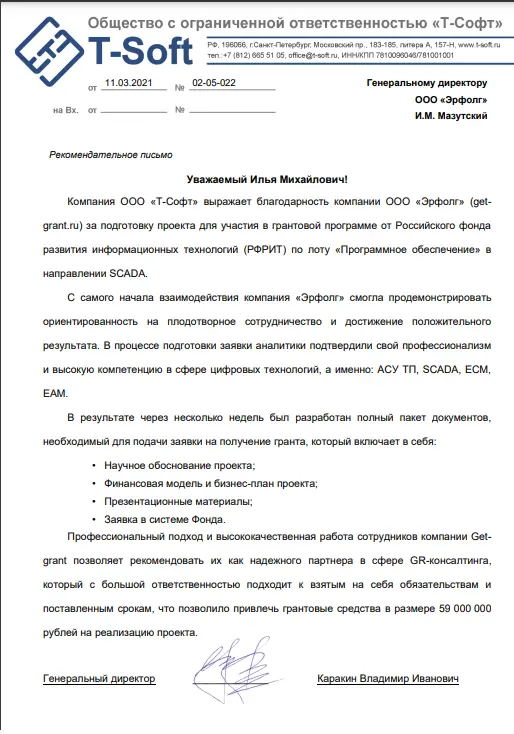 Общество с ограниченной ответственностью «Т-Софт»
T-Soft
РФ, 196066, г.Санкт-Петербург, Московский пр., 183-185, литера А, 157-Н, www.t-soft.ru
тел.:+7 (812) 665 51 05, office@t-soft.ru, ИНН/КПП 7810096046/781001001
от 11.03.2021 № 02-05-022
на Вх. от №
Генеральному директору
ООО «Эрфолг»
И.М. Мазутский
Рекомендательное письмо
Уважаемый Илья Михайлович!
Компания ООО «Т-Софт» выражает благодарность компании ООО «Эрфолг» (get-
grant.ru) за подготовку проекта для участия в грантовой программе от Российского фонда
развития информационных технологий (РФРИТ) по лоту «Программное обеспечение» в
направлении SCADA.
С самого начала взаимодействия компания «Эрфолг» смогла продемонстрировать
ориентированность на плодотворное сотрудничество и достижение положительного
результата. В процессе подготовки заявки аналитики подтвердили свой профессионализм
и высокую компетенцию в сфере цифровых технологий, а именно: АСУ ТП, SCADA, ECM,
EAM.
В результате через несколько недель был разработан полный пакет документов,
необходимый для подачи заявки на получение гранта, который включает в себя:
• Научное обоснование проекта;
• Финансовая модель и бизнес-план проекта;
• Презентационные материалы;
• Заявка в системе Фонда.
Профессиональный подход и высококачественная работа сотрудников компании Get-
grant позволяет рекомендовать их как надежного партнера в сфере GR-консалтинга,
который с большой ответственностью подходит к взятым на себя обязательствам и
поставленным срокам, что позволило привлечь грантовые средства в размере 59 000 000
рублей на реализацию проекта.
Генеральный директор Каракин Владимир Иванович